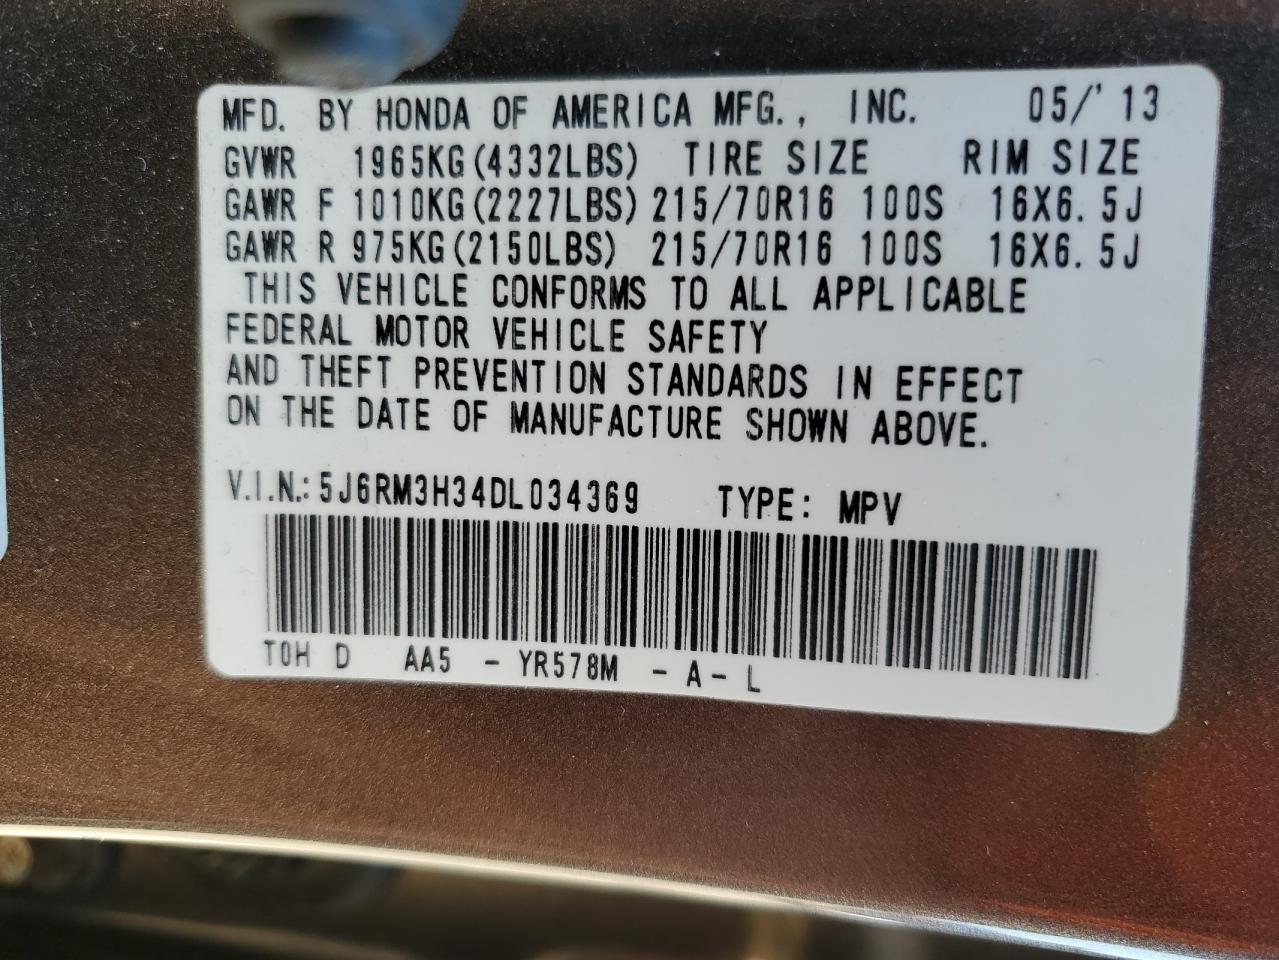 MFD. BY HONDA OF AMERICA MFG., INC. 05/'13
GVWR 1965KG(4332LBS) TIRE SIZE RIM SIZE
GAWR F 1010KG(2227LBS) 215/70R16 100S 16X6.5J
GAWR R 975KG(2150LBS) 215/70R16 100S 16X6.5J
THIS VEHICLE CONFORMS TO ALL APPLICABLE
FEDERAL MOTOR VEHICLE SAFETY
AND THEFT PREVENTION STANDARDS IN EFFECT
ON THE DATE OF MANUFACTURE SHOWN ABOVE.
V.I.N.: 5J6RM3H34DL034369 TYPE: MPV
TOH D AA5 - YR578M - A - L